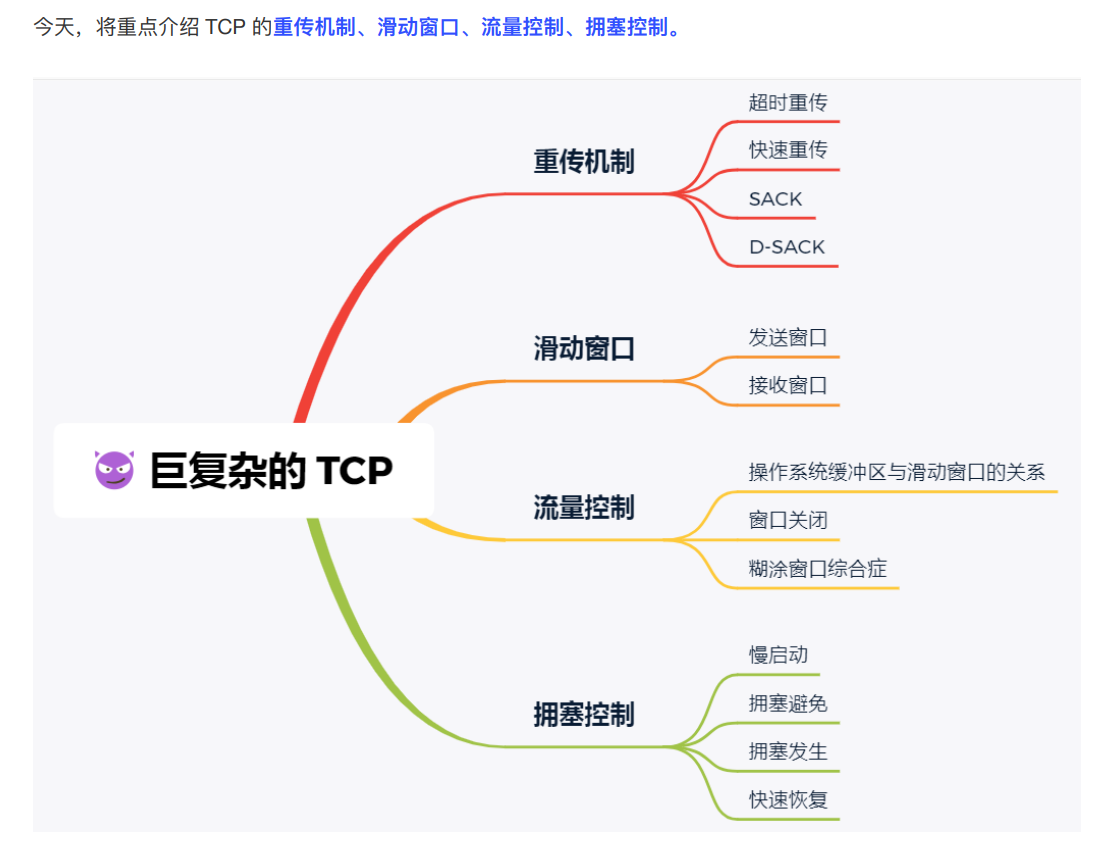 今天，将重点介绍 TCP 的重传机制、滑动窗口、流量控制、拥塞控制。
重传机制
超时重传
快速重传
SACK
D-SACK
滑动窗口
发送窗口
接收窗口
巨复杂的 TCP
流量控制
操作系统缓冲区与滑动窗口的关系
窗口关闭
糊涂窗口综合症
拥塞控制
慢启动
拥塞避免
拥塞发生
快速恢复